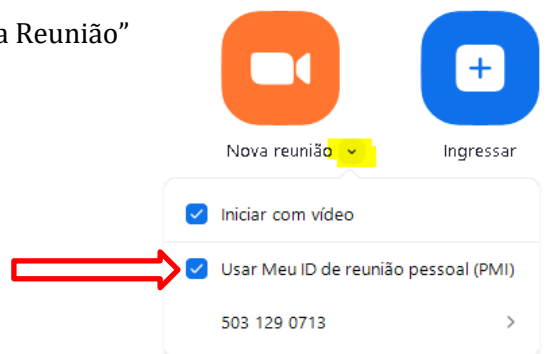 a Reunião”
Nova reunião Ingressar
Iniciar com vídeo
Usar Meu ID de reunião pessoal (PMI)
503 129 0713